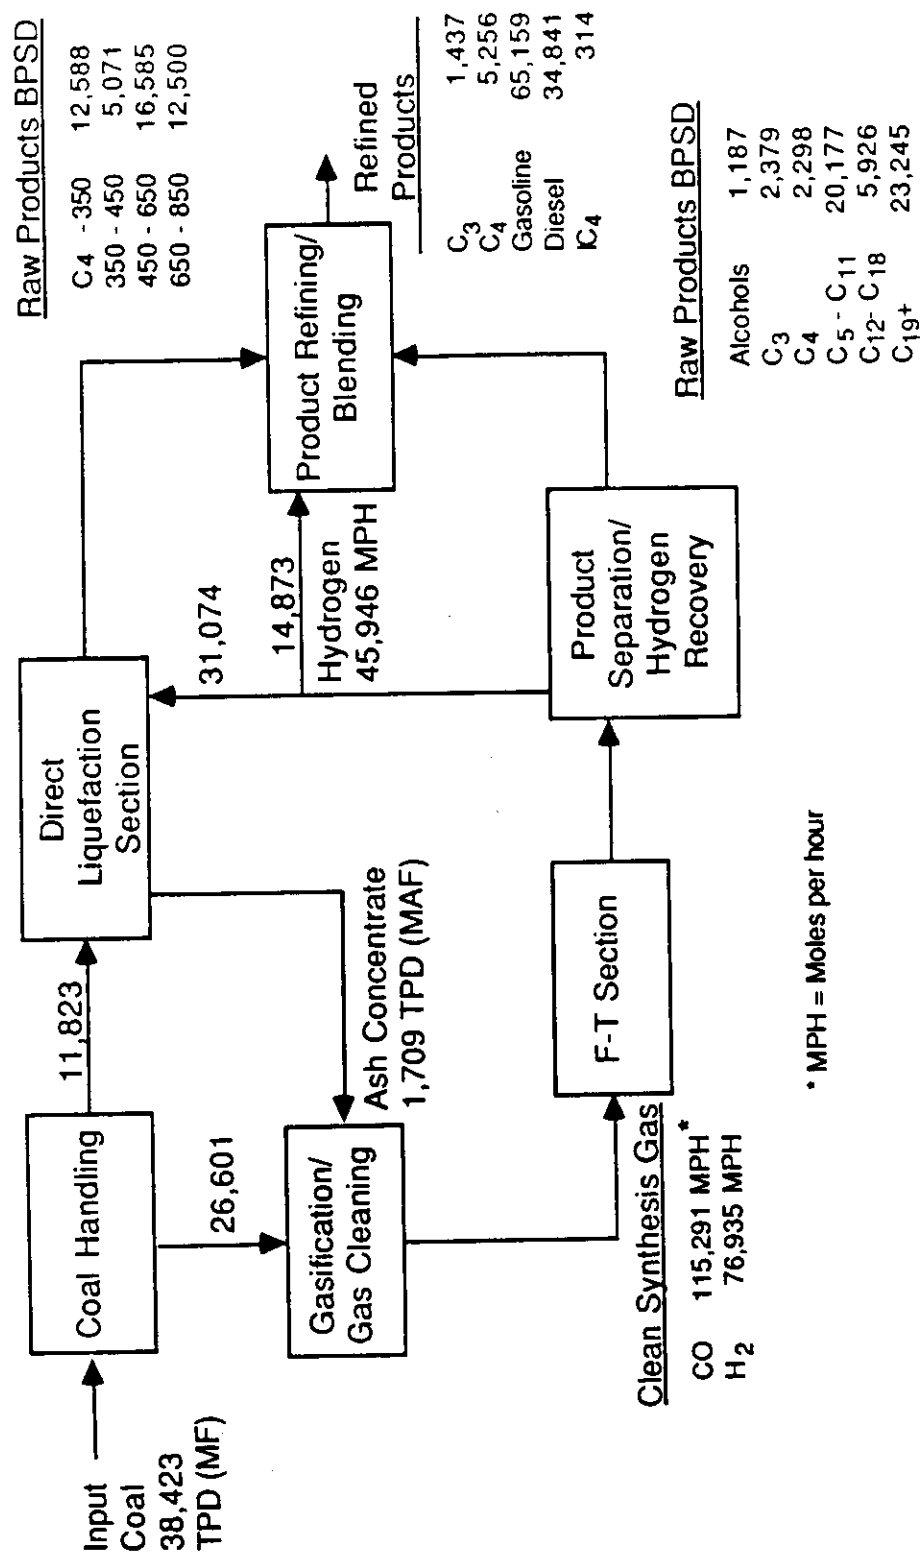 Input
Coal
38,423
TPD (MF)
Coal Handling
11,823
26,601
Direct
Liquefaction
Section
Gasification/
Gas Cleaning
Ash Concentrate
1,709 TPD (MAF)
Clean Synthesis Gas
CO 115,291 MPH*
H2 76,935 MPH
F-T Section
Product
Separation/
Hydrogen
Recovery
31,074
14,873
Hydrogen
45,946 MPH
Product Refining/
Blending
Raw Products BPSD
C4 -350 12,588
350 - 450 5,071
450 - 650 16,585
650 - 850 12,500
Refined
Products
C3 1,437
C4 5,256
Gasoline 65,159
Diesel 34,841
IC4 314
Raw Products BPSD
Alcohols 1,187
C3 2,379
C4 2,298
C5 - C11 20,177
C12- C18 5,926
C19+ 23,245
* MPH = Moles per hour